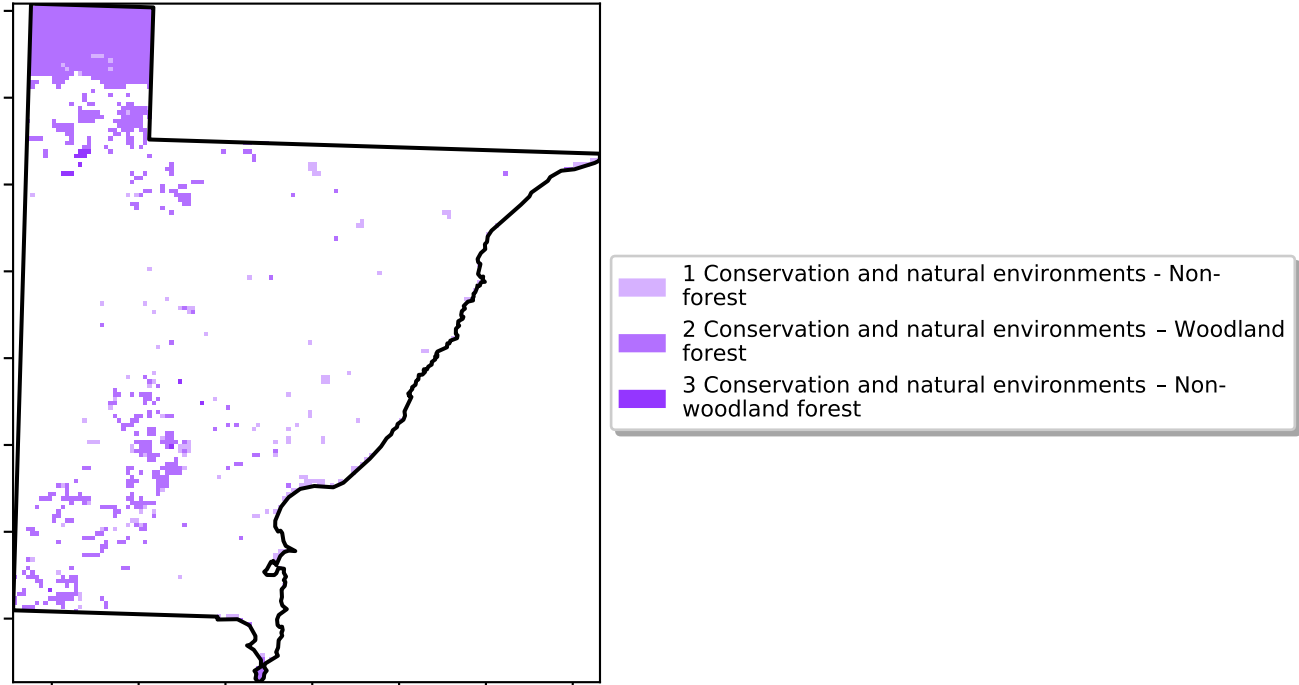 1 Conservation and natural environments - Non-
forest
2 Conservation and natural environments – Woodland
forest
3 Conservation and natural environments – Non-
woodland forest